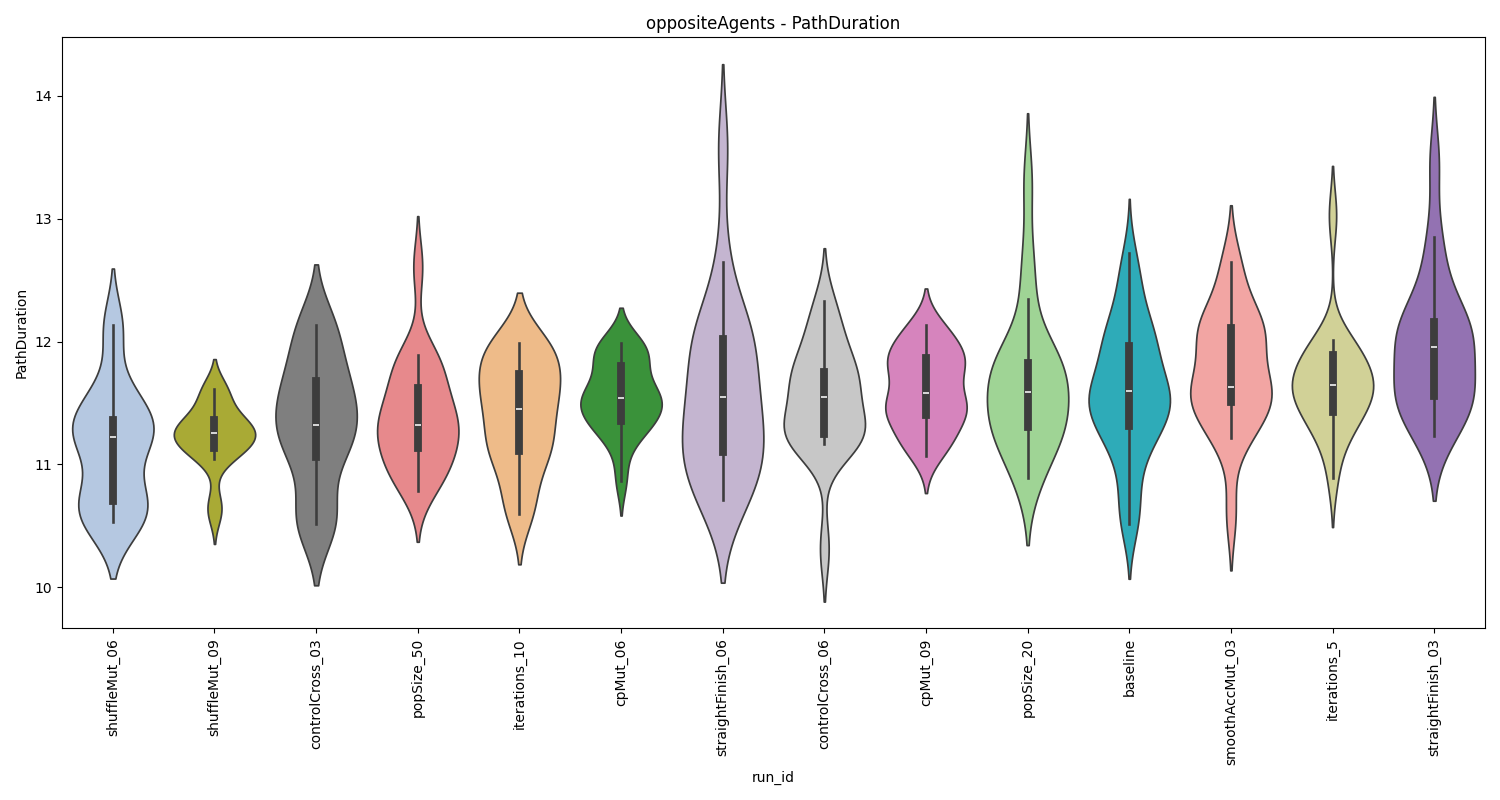 oppositeAgents - PathDuration
PathDuration
14
13
12
11
10
shuffleMut_06
shuffleMut_09
controlCross_03
popSize_50
iterations_10
cpMut_06
straightFinish_06
controlCross_06
cpMut_09
popSize_20
baseline
smoothAccMut_03
iterations_5
straightFinish_03
run_id